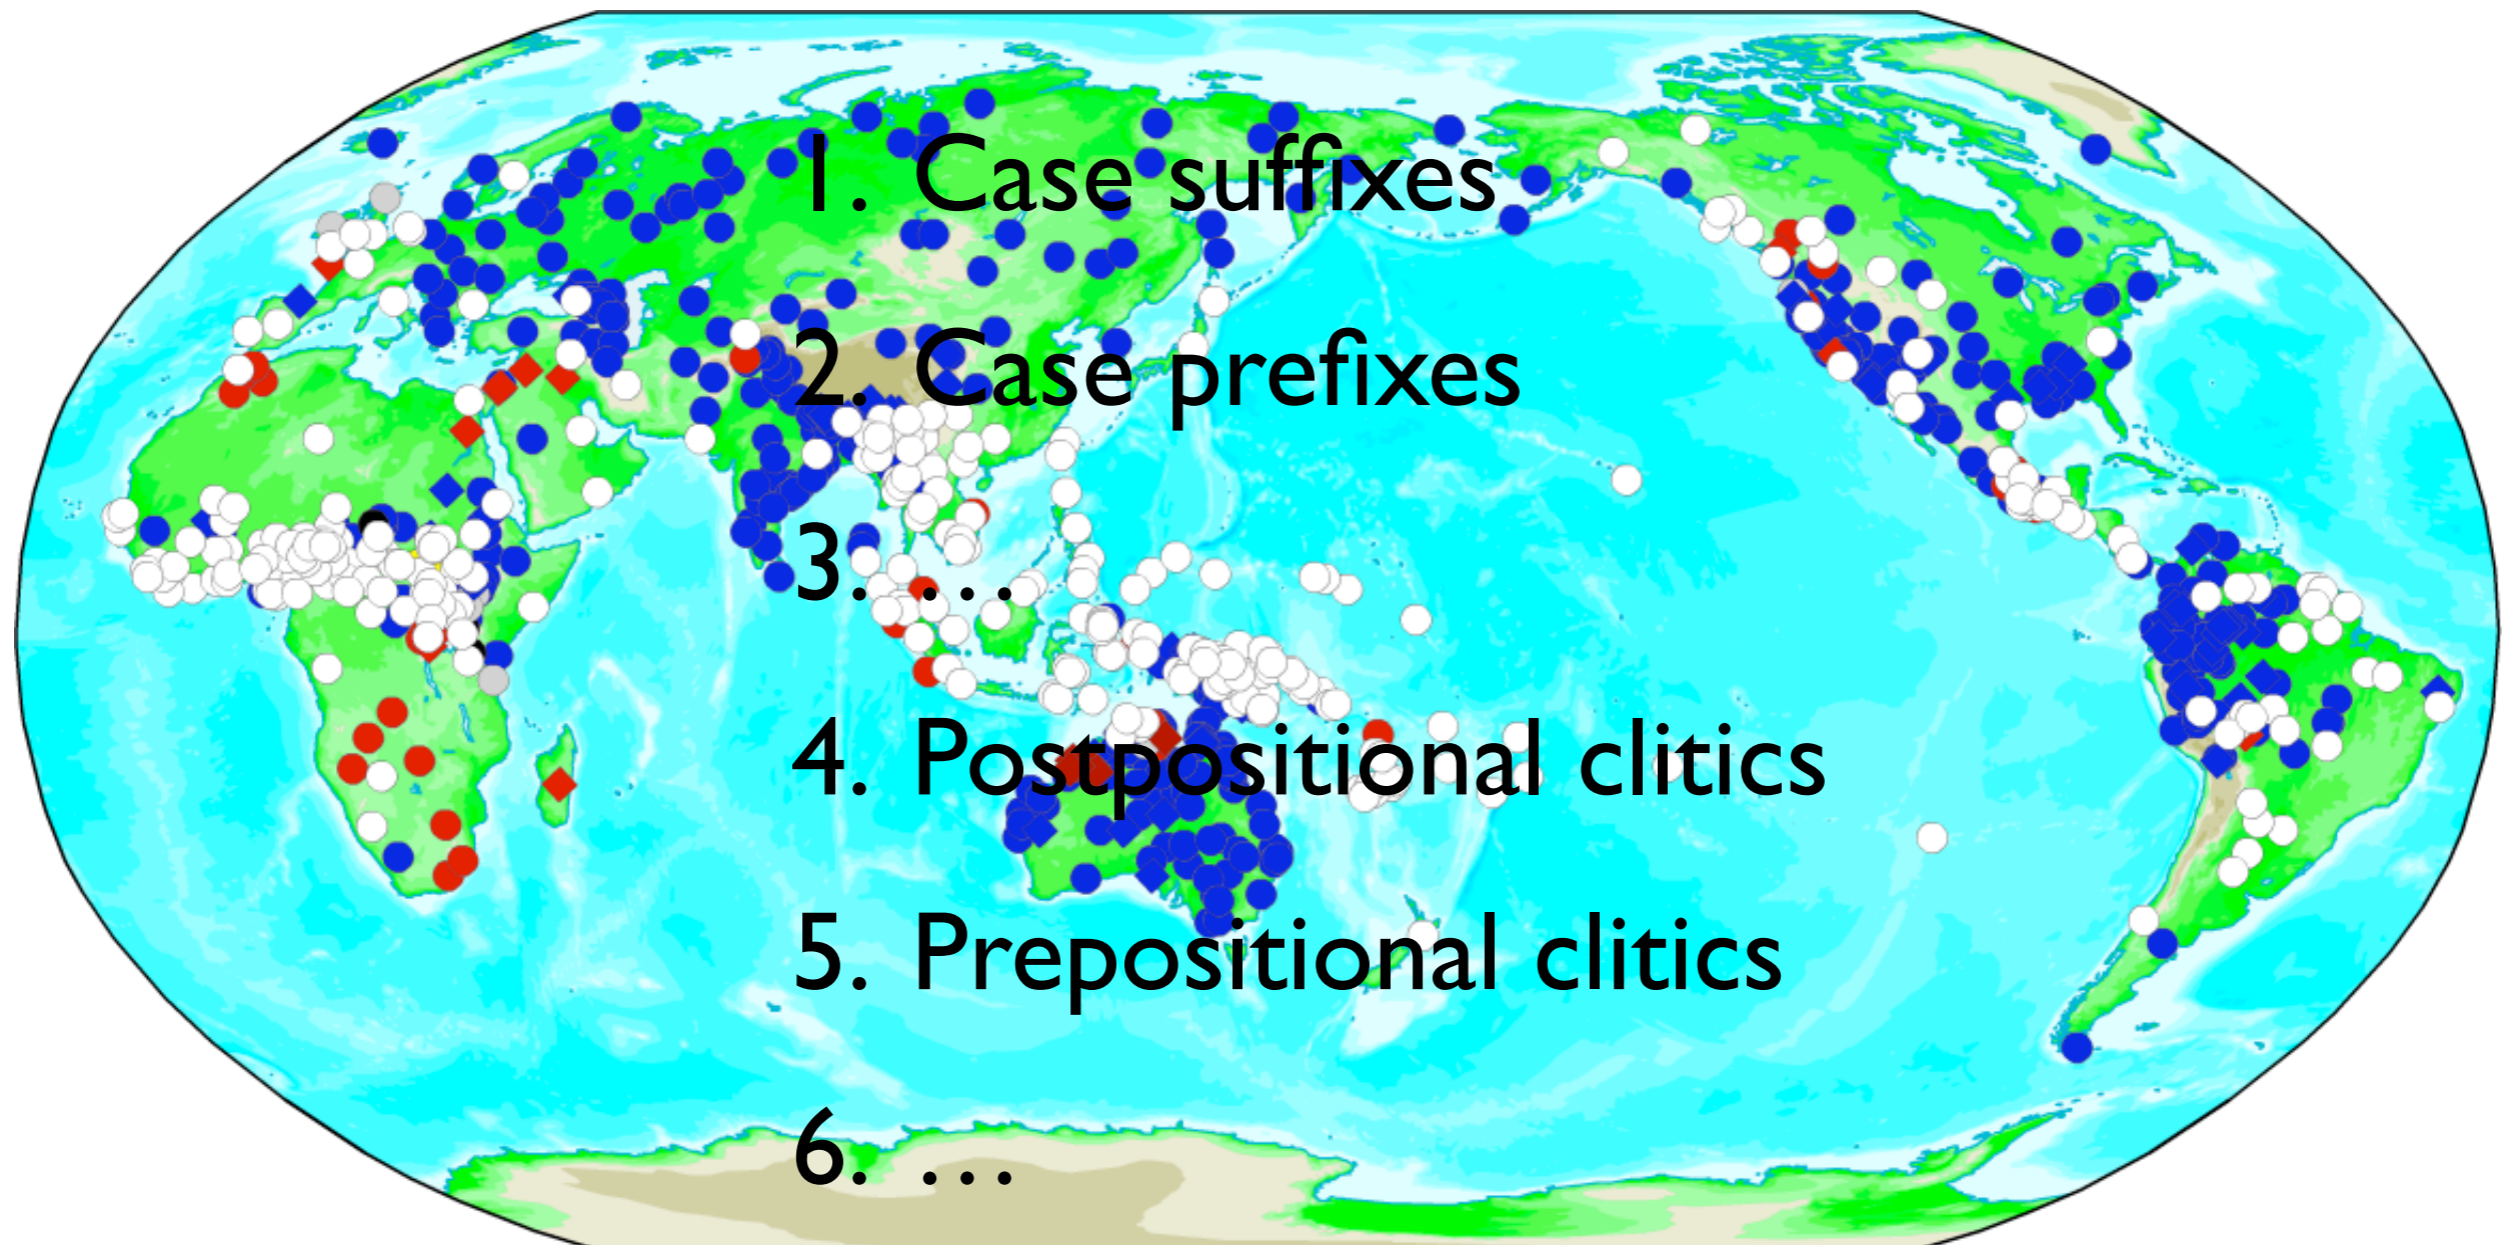 1. Case suffixes
2. Case prefixes
3. …
4. Postpositional clitics
5. Prepositional clitics
6. …